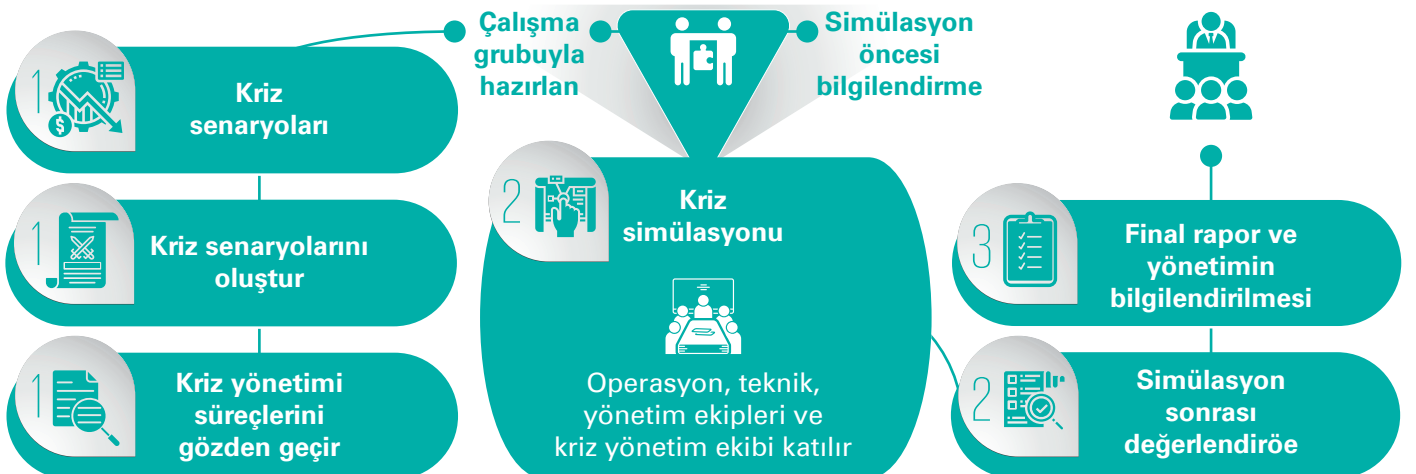 1
Kriz
senaryoları
1
Kriz senaryolarını
oluştur
1
Kriz yönetimi
süreçlerini
gözden geçir
Çalışma
grubuyla
hazırlan
Simülasyon
öncesi
bilgilendirme
2
Kriz
simülasyonu
Operasyon, teknik,
yönetim ekipleri ve
kriz yönetim ekibi katılır
3
Final rapor ve
yönetimin
bilgilendirilmesi
2
Simülasyon
sonrası
değerlendiröe